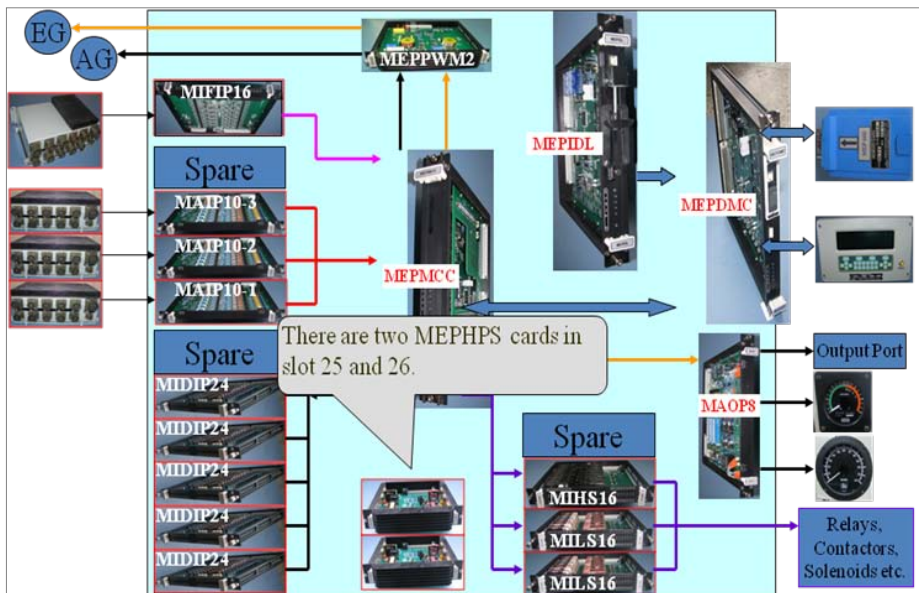 EG
AG
MEPPWM2
MIFIP16
Spare
MAIP10-3
MAIP10-2
MAIP10-1
MEPMCC
MEPIDL
MEPDMC
There are two MEPHPS cards in
slot 25 and 26.
Spare
MIDIP24
MIDIP24
MIDIP24
MIDIP24
MIDIP24
Spare
MIHS16
MILS16
MILS16
MAOP8
Output Port
Relays,
Contactors,
Solenoids etc.